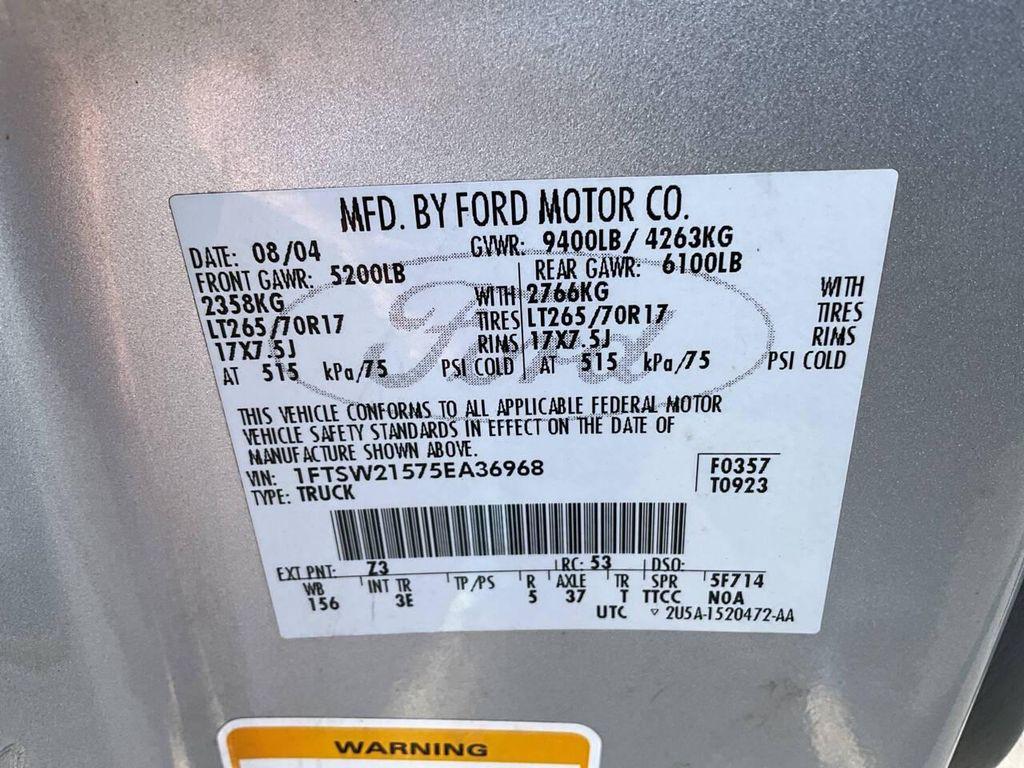 MFD. BY FORD MOTOR CO.
DATE: 08/04 GVWR: 9400LB/ 4263KG
FRONT GAWR: 5200LB REAR GAWR: 6100LB
2358KG WITH 2766KG WITH
LT265/70R17 TIRES LT265/70R17 TIRES
17X7.5J RIMS 17X7.5J RIMS
AT 515 kPa/75 PSI COLD AT 515 kPa/75 PSI COLD
Ford
THIS VEHICLE CONFORMS TO ALL APPLICABLE FEDERAL MOTOR
VEHICLE SAFETY STANDARDS IN EFFECT ON THE DATE OF
MANUFACTURE SHOWN ABOVE.
VIN: 1FTSW21575EA36968 F0357
TYPE: TRUCK T0923
EXT PNT: Z3 RC: 53 DSO:
WB INT TR TP/PS R AXLE TR SPR 5F714
156 3E 5 37 T TTCC NOA
UTC ▽ 2U5A-1520472-AA
WARNING